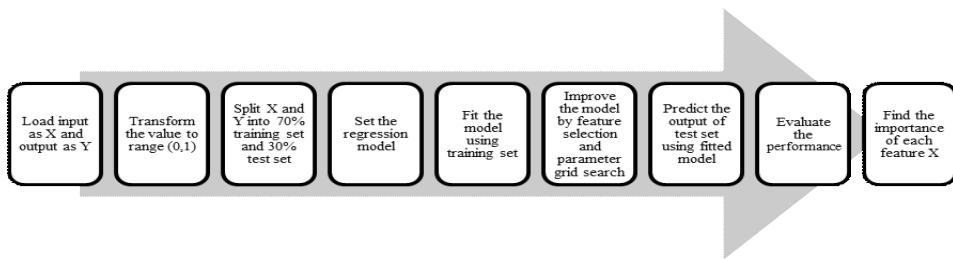 Load input
as X and
output as Y
Transform
the value to
range (0,1)
Split X and
Y into 70%
training set
and 30%
test set
Set the
regression
model
Fit the
model
using
training set
Improve
the model
by feature
selection
and
parameter
grid search
Predict the
output of
test set
using fitted
model
Evaluate
the
performance
Find the
importance
of each
feature X